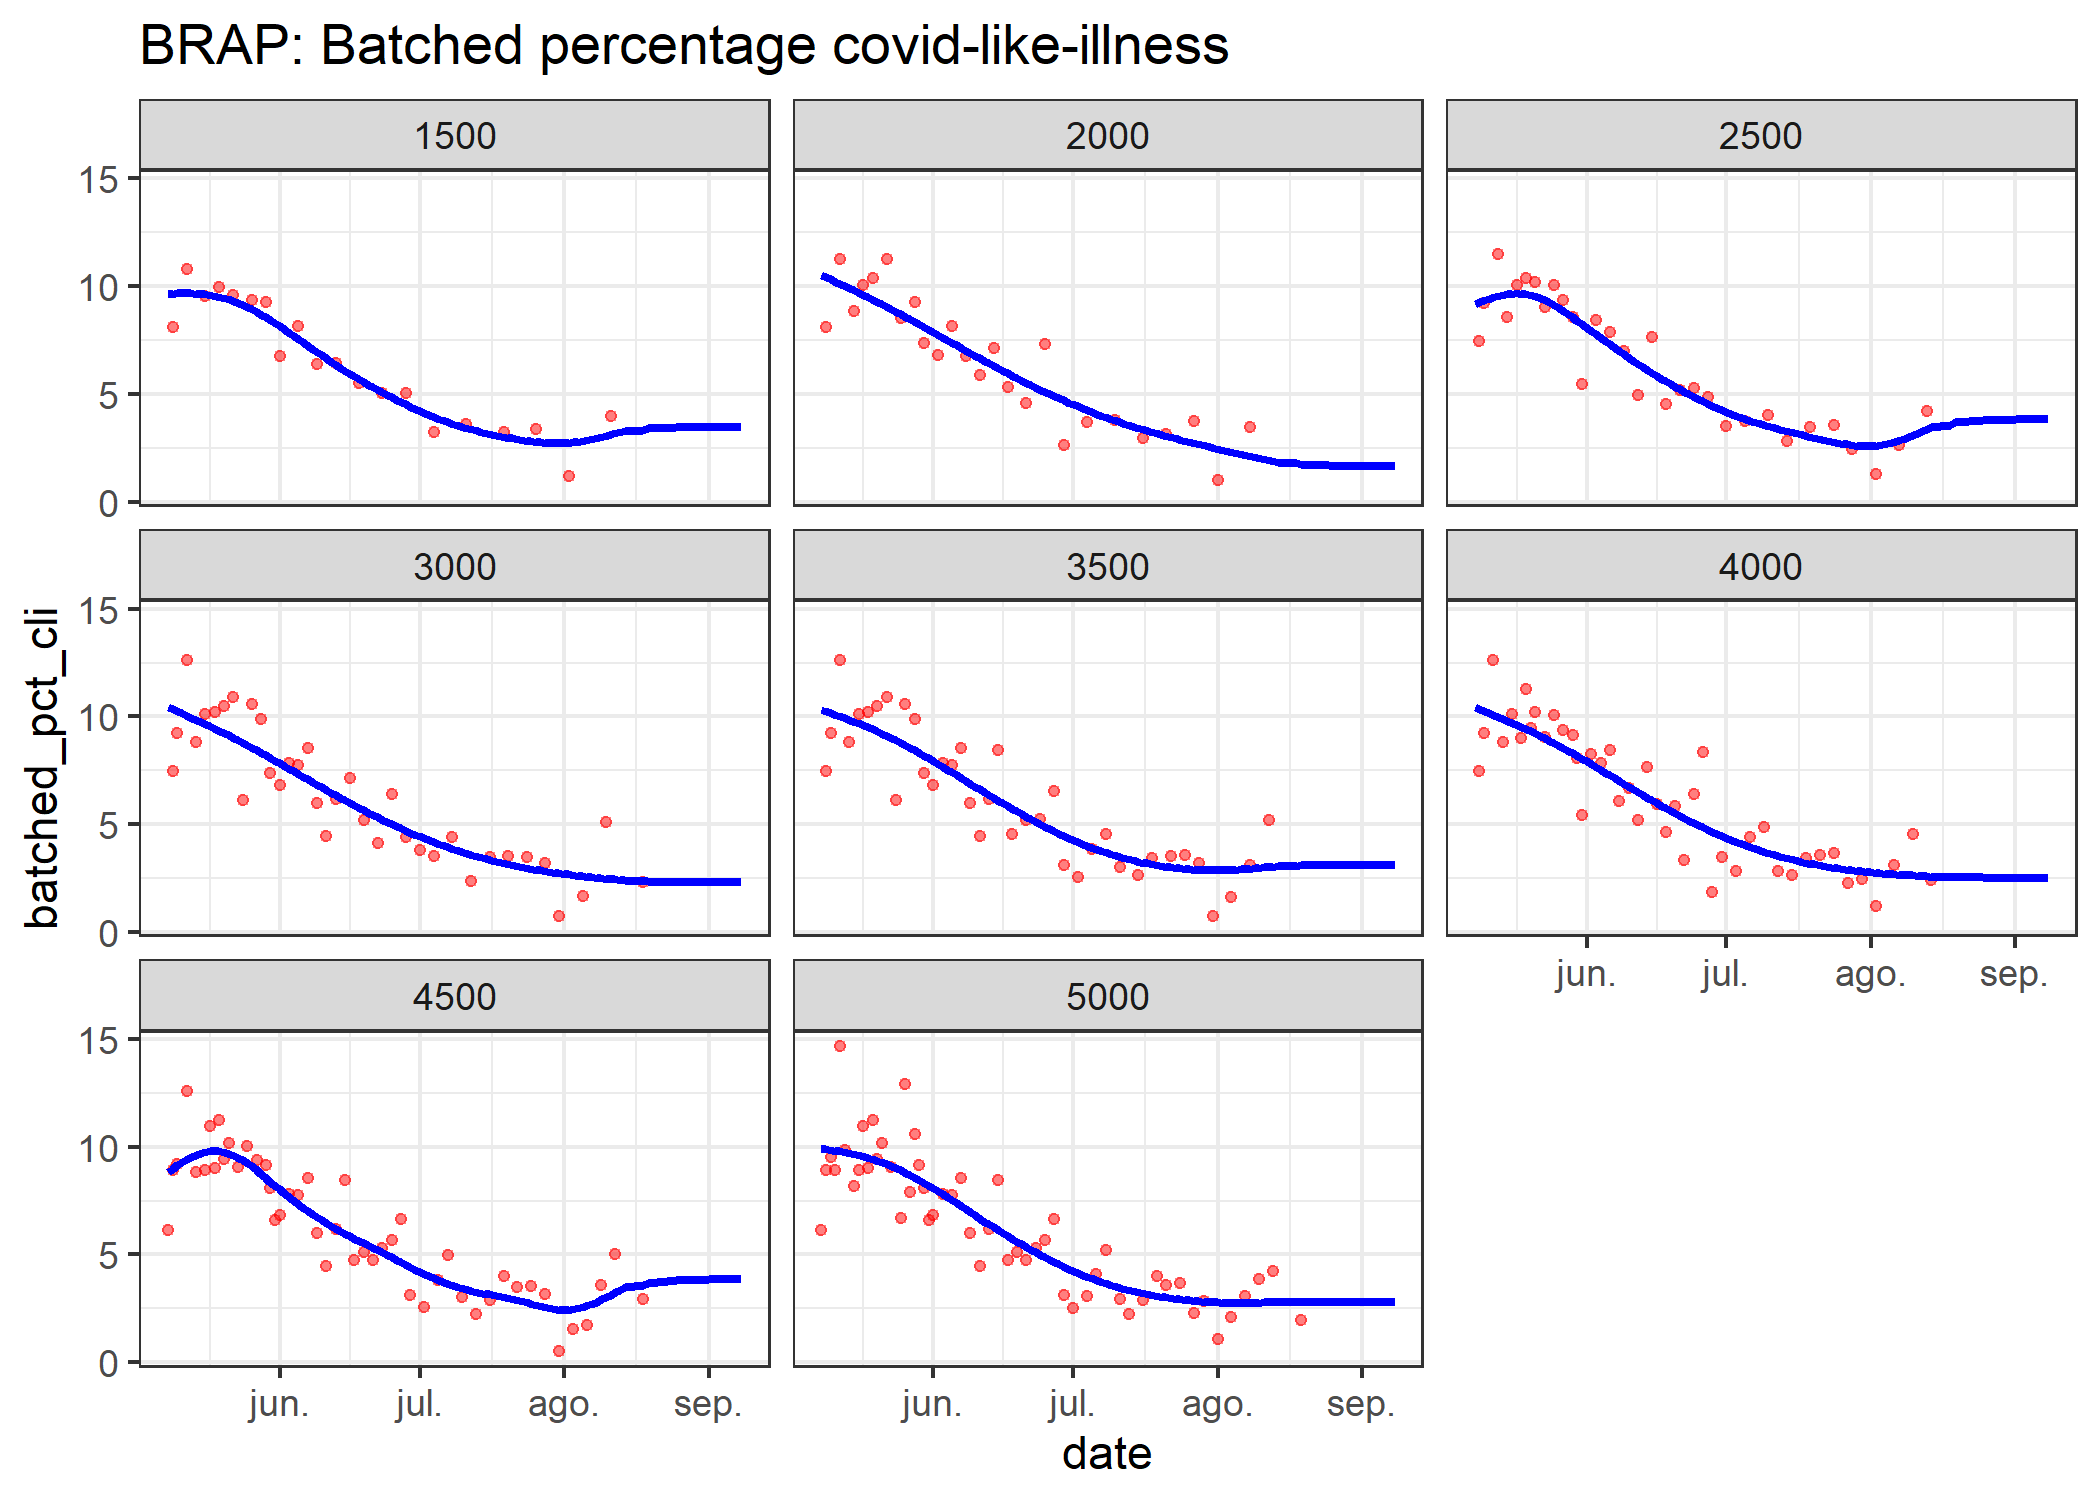 BRAP: Batched percentage covid-like-illness
1500
2000
2500
15
10
5
0
3000
3500
4000
15
10
5
0
batched_pct_cli
jun.
jul.
ago.
sep.
4500
5000
15
10
5
0
jun.
jul.
ago.
sep.
jun.
jul.
ago.
sep.
date